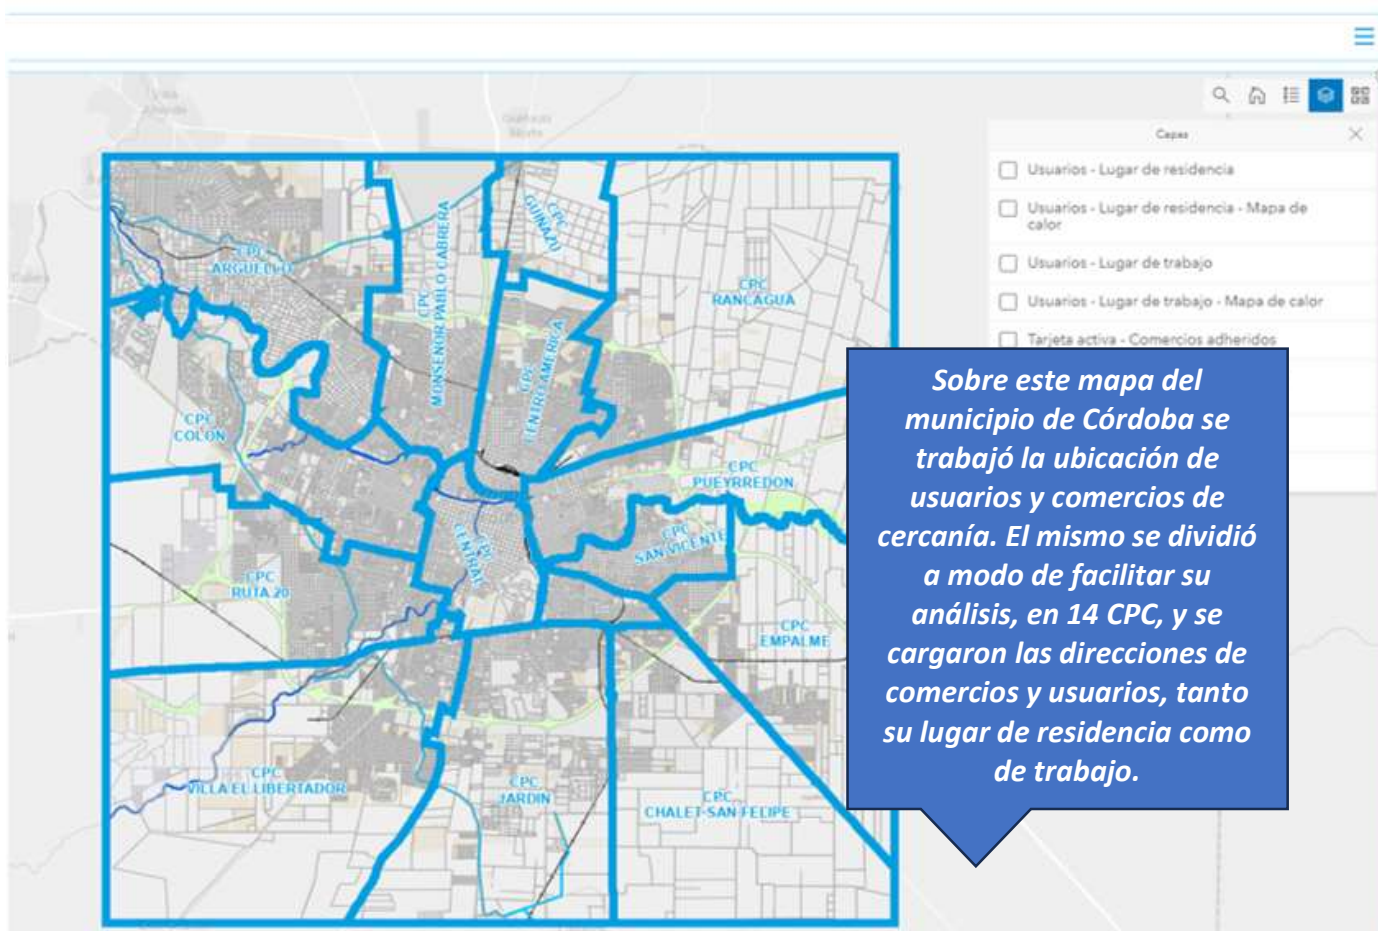 Capas
Usuarios - Lugar de residencia
Usuarios - Lugar de residencia - Mapa de
calor
Usuarios - Lugar de trabajo
Usuarios - Lugar de trabajo - Mapa de calor
Tarjeta activa - Comercios adheridos
CPC
ARGUELLO
CPC
MONSEÑOR PABLO CABRERA
CPC
GUIÑAZU
CPC
RANCAGUA
CPC
CENTROAMERICA
CPC
COLON
CPC
PUEYRREDON
CPC
SAN VICENTE
CPC
CENTRAL
CPC
RUTA 20
CPC
EMPALME
CPC
VILLA EL LIBERTADOR
CPC
JARDIN
CPC
CHALET-SAN FELIPE
Sobre este mapa del
municipio de Córdoba se
trabajó la ubicación de
usuarios y comercios de
cercanía. El mismo se dividió
a modo de facilitar su
análisis, en 14 CPC, y se
cargaron las direcciones de
comercios y usuarios, tanto
su lugar de residencia como
de trabajo.